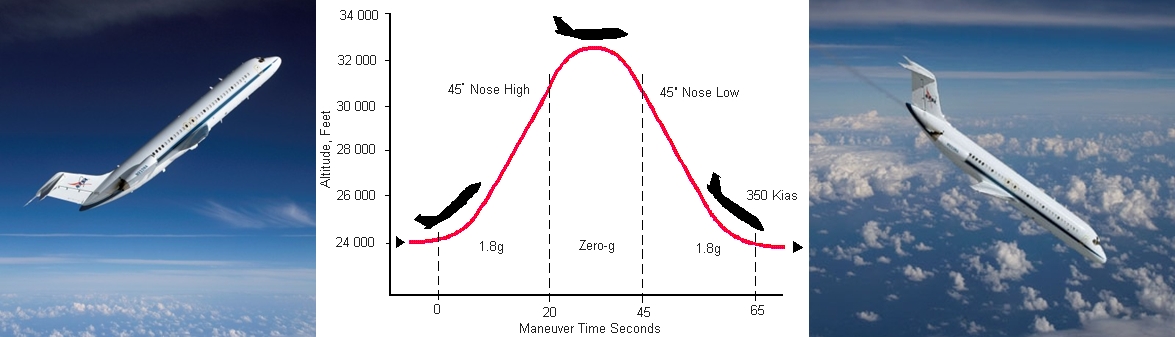 34 000
32 000
30 000
28 000
26 000
24 000
Altitude, Feet
45° Nose High
45° Nose Low
350 Kias
1.8g
Zero-g
1.8g
0
20
45
65
Maneuver Time Seconds